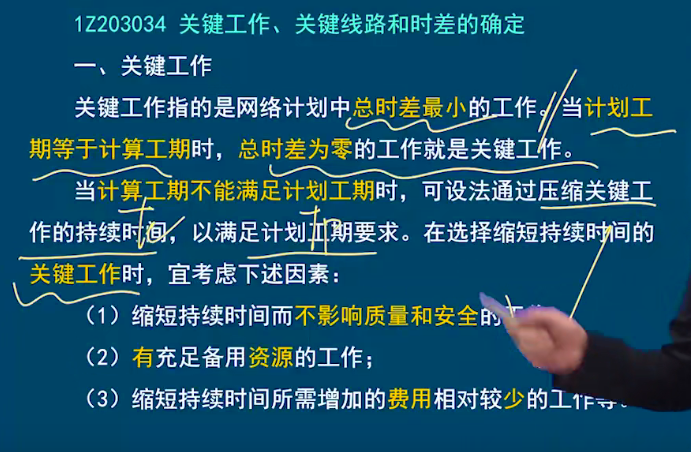 1Z203034 关键工作、关键线路和时差的确定
一、关键工作
关键工作指的是网络计划中总时差最小的工作。当计划工
期等于计算工期时，总时差为零的工作就是关键工作。
当计算工期不能满足计划工期时，可设法通过压缩关键工
作的持续时间，以满足计划工期要求。在选择缩短持续时间的
关键工作时，宜考虑下述因素：
（1）缩短持续时间而不影响质量和安全的
（2）有充足备用资源的工作；
（3）缩短持续时间所需增加的费用相对较少的工作等。